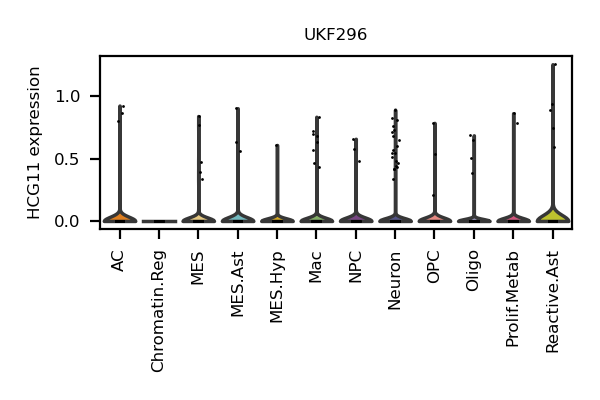 UKF296
HCG11 expression
1.0
0.5
0.0
AC
Chromatin.Reg
MES
MES.Ast
MES.Hyp
Mac
NPC
Neuron
OPC
Oligo
Prolif.Metab
Reactive.Ast